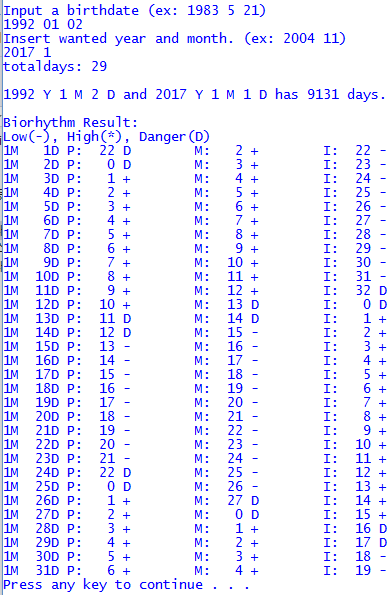 Input a birthdate (ex: 1983 5 21)
1992 01 02
Insert wanted year and month. (ex: 2004 11)
2017 1
totaldays: 29
1992 Y 1 M 2 D and 2017 Y 1 M 1 D has 9131 days.
Biorhythm Result:
Low(-), High(*), Danger(D)
1M 1D P: 22 D M: 2 + I: 22 -
1M 2D P: 0 D M: 3 + I: 23 -
1M 3D P: 1 + M: 4 + I: 24 -
1M 4D P: 2 + M: 5 + I: 25 -
1M 5D P: 3 + M: 6 + I: 26 -
1M 6D P: 4 + M: 7 + I: 27 -
1M 7D P: 5 + M: 8 + I: 28 -
1M 8D P: 6 + M: 9 + I: 29 -
1M 9D P: 7 + M: 10 + I: 30 -
1M 10D P: 8 + M: 11 + I: 31 -
1M 11D P: 9 + M: 12 + I: 32 D
1M 12D P: 10 + M: 13 D I: 0 D
1M 13D P: 11 D M: 14 D I: 1 +
1M 14D P: 12 D M: 15 - I: 2 +
1M 15D P: 13 - M: 16 - I: 3 +
1M 16D P: 14 - M: 17 - I: 4 +
1M 17D P: 15 - M: 18 - I: 5 +
1M 18D P: 16 - M: 19 - I: 6 +
1M 19D P: 17 - M: 20 - I: 7 +
1M 20D P: 18 - M: 21 - I: 8 +
1M 21D P: 19 - M: 22 - I: 9 +
1M 22D P: 20 - M: 23 - I: 10 +
1M 23D P: 21 - M: 24 - I: 11 +
1M 24D P: 22 D M: 25 - I: 12 +
1M 25D P: 0 D M: 26 - I: 13 +
1M 26D P: 1 + M: 27 D I: 14 +
1M 27D P: 2 + M: 0 D I: 15 +
1M 28D P: 3 + M: 1 + I: 16 D
1M 29D P: 4 + M: 2 + I: 17 D
1M 30D P: 5 + M: 3 + I: 18 -
1M 31D P: 6 + M: 4 + I: 19 -
Press any key to continue . . .